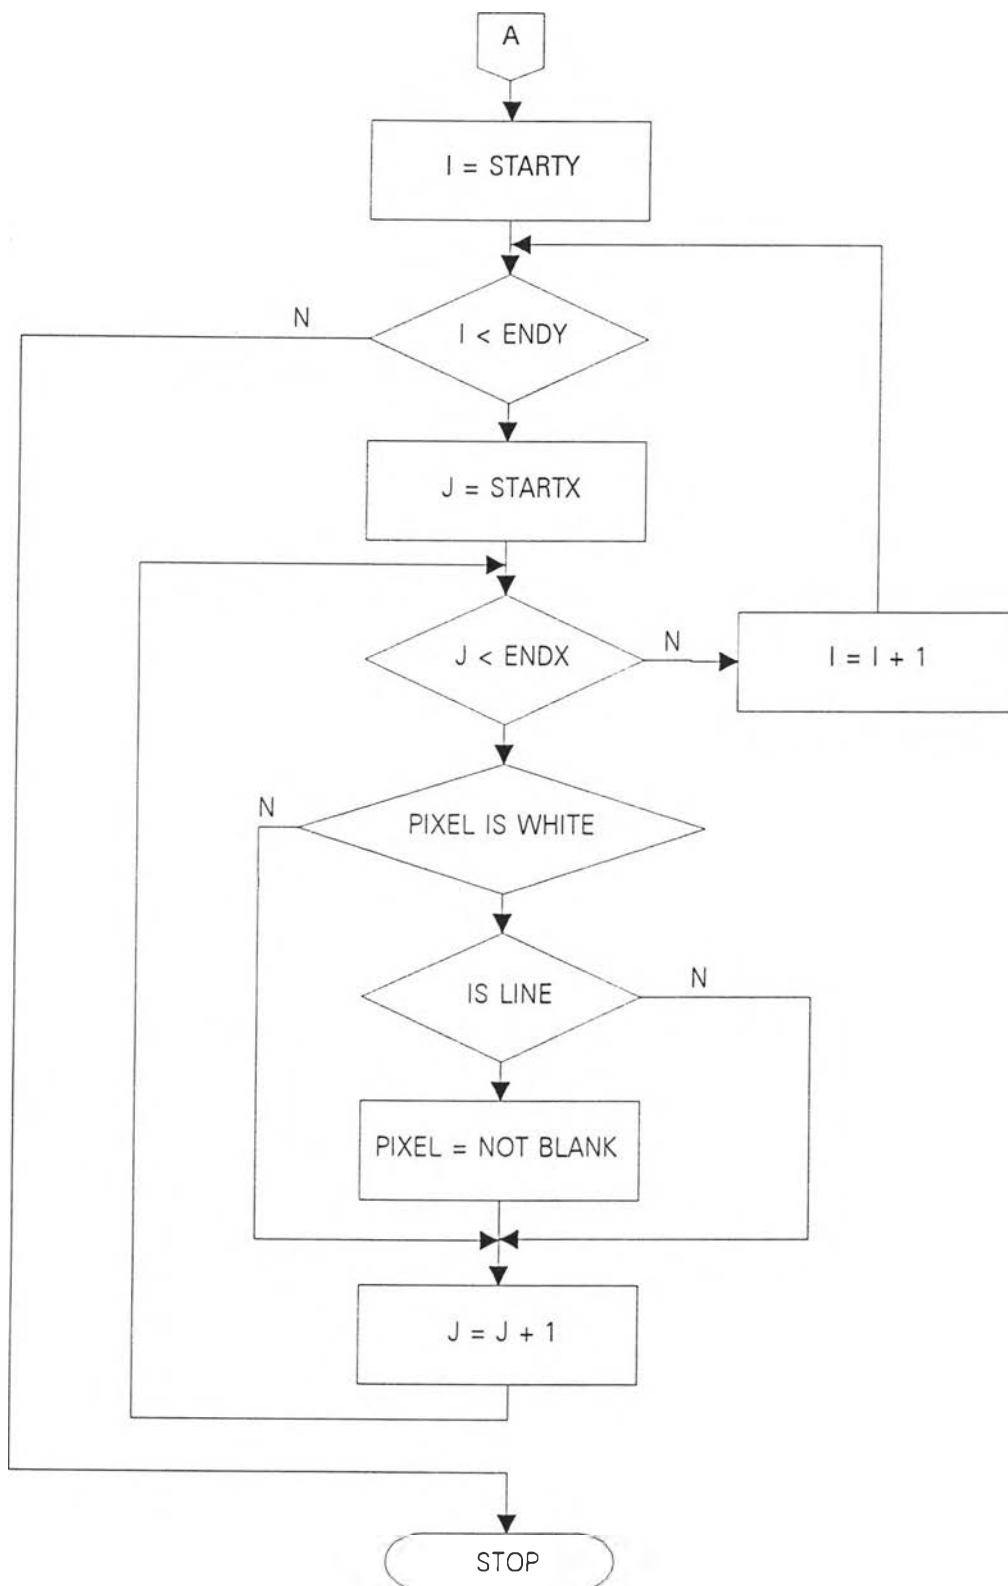 A
I = STARTY
N
I < ENDY
J = STARTX
J < ENDX
N
I = I + 1
N
PIXEL IS WHITE
IS LINE
N
PIXEL = NOT BLANK
J = J + 1
STOP